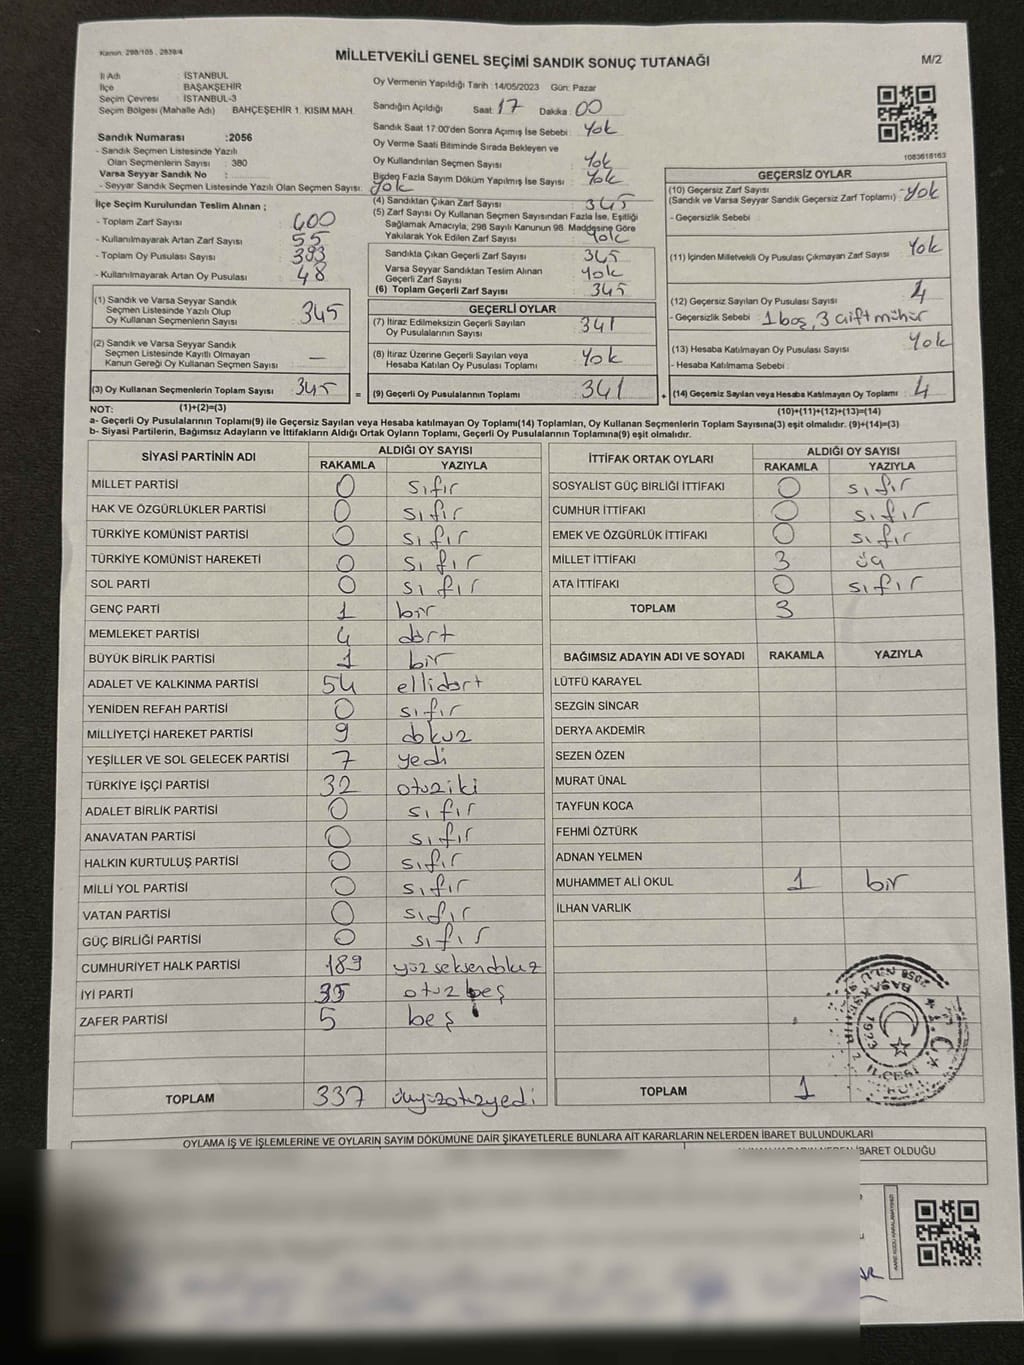 Kanun: 298/105 , 2839/4
MİLLETVEKİLİ GENEL SEÇİMİ SANDIK SONUÇ TUTANAĞI
M/2
İl Adı : İSTANBUL
İlçe : BAŞAKŞEHİR
Seçim Çevresi : İSTANBUL-3
Seçim Bölgesi (Mahalle Adı) BAHÇEŞEHİR 1. KISIM MAH.
Sandık Numarası :2056
- Sandık Seçmen Listesinde Yazılı
Olan Seçmenlerin Sayısı : 380
Varsa Seyyar Sandık No :
- Seyyar Sandık Seçmen Listesinde Yazılı Olan Seçmen Sayısı: Yok
İlçe Seçim Kurulundan Teslim Alınan ;
- Toplam Zarf Sayısı 400
- Kullanılmayarak Artan Zarf Sayısı 55
- Toplam Oy Pusulası Sayısı 393
- Kullanılmayarak Artan Oy Pusulası 48
(1) Sandık ve Varsa Seyyar Sandık
Seçmen Listesinde Yazılı Olup
Oy Kullanan Seçmenlerin Sayısı 345
(2) Sandık ve Varsa Seyyar Sandık
Seçmen Listesinde Kayıtlı Olmayan
Kanun Gereği Oy Kullanan Seçmen Sayısı : —
(3) Oy Kullanan Seçmenlerin Toplam Sayısı 345
(1)+(2)=(3)
Oy Vermenin Yapıldığı Tarih : 14/05/2023 Gün: Pazar
Sandığın Açıldığı Saat: 17 Dakika: 00
Sandık Saat 17:00'den Sonra Açımış İse Sebebi : Yok
Oy Verme Saati Bitiminde Sırada Bekleyen ve
Oy Kullandırılan Seçmen Sayısı : Yok
Birden Fazla Sayım Döküm Yapılmış İse Sayısı : Yok
(4) Sandıktan Çıkan Zarf Sayısı 345
(5) Zarf Sayısı Oy Kullanan Seçmen Sayısından Fazla İse, Eşitliği
Sağlamak Amacıyla, 298 Sayılı Kanunun 98. Maddesine Göre
Yakılarak Yok Edilen Zarf Sayısı : Yok
Sandıkta Çıkan Geçerli Zarf Sayısı 345
Varsa Seyyar Sandıktan Teslim Alınan
Geçerli Zarf Sayısı Yok
(6) Toplam Geçerli Zarf Sayısı 345
GEÇERLİ OYLAR
(7) İtiraz Edilmeksizin Geçerli Sayılan
Oy Pusulalarının Sayısı 341
(8) İtiraz Üzerine Geçerli Sayılan veya
Hesaba Katılan Oy Pusulası Toplamı Yok
= (9) Geçerli Oy Pusulalarının Toplamı 341
1083616163
GEÇERSİZ OYLAR
(10) Geçersiz Zarf Sayısı
(Sandık ve Varsa Seyyar Sandık Geçersiz Zarf Toplamı) : Yok
- Geçersizlik Sebebi :
(11) İçinden Milletvekili Oy Pusulası Çıkmayan Zarf Sayısı Yok
(12) Geçersiz Sayılan Oy Pusulası Sayısı 4
- Geçersizlik Sebebi : 1 boş, 3 çift mühür
(13) Hesaba Katılmayan Oy Pusulası Sayısı Yok
- Hesaba Katılmama Sebebi :
+ (14) Geçersiz Sayılan veya Hesaba Katılmayan Oy Toplamı : 4
(10)+(11)+(12)+(13)=(14)
NOT:
a- Geçerli Oy Pusulalarının Toplamı(9) ile Geçersiz Sayılan veya Hesaba katılmayan Oy Toplamı(14) Toplamları, Oy Kullanan Seçmenlerin Toplam Sayısına(3) eşit olmalıdır. (9)+(14)=(3)
b- Siyasi Partilerin, Bağımsız Adayların ve İttifakların Aldığı Ortak Oyların Toplamı, Geçerli Oy Pusulalarının Toplamına(9) eşit olmalıdır.
SİYASİ PARTİNİN ADI ALDIĞI OY SAYISI
RAKAMLA YAZIYLA
MİLLET PARTİSİ 0 sıfır
HAK VE ÖZGÜRLÜKLER PARTİSİ 0 sıfır
TÜRKİYE KOMÜNİST PARTİSİ 0 sıfır
TÜRKİYE KOMÜNİST HAREKETİ 0 sıfır
SOL PARTİ 0 sıfır
GENÇ PARTİ 1 bir
MEMLEKET PARTİSİ 4 dört
BÜYÜK BİRLİK PARTİSİ 1 bir
ADALET VE KALKINMA PARTİSİ 54 ellidört
YENİDEN REFAH PARTİSİ 0 sıfır
MİLLİYETÇİ HAREKET PARTİSİ 9 dokuz
YEŞİLLER VE SOL GELECEK PARTİSİ 7 yedi
TÜRKİYE İŞÇİ PARTİSİ 32 otuziki
ADALET BİRLİK PARTİSİ 0 sıfır
ANAVATAN PARTİSİ 0 sıfır
HALKIN KURTULUŞ PARTİSİ 0 sıfır
MİLLİ YOL PARTİSİ 0 sıfır
VATAN PARTİSİ 0 sıfır
GÜÇ BİRLİĞİ PARTİSİ 0 sıfır
CUMHURİYET HALK PARTİSİ 189 yüzseksendokuz
İYİ PARTİ 35 otuzbeş
ZAFER PARTİSİ 5 beş
TOPLAM 337 üçyüzotuzyedi
İTTİFAK ORTAK OYLARI ALDIĞI OY SAYISI
RAKAMLA YAZIYLA
SOSYALİST GÜÇ BİRLİĞİ İTTİFAKI 0 sıfır
CUMHUR İTTİFAKI 0 sıfır
EMEK VE ÖZGÜRLÜK İTTİFAKI 0 sıfır
MİLLET İTTİFAKI 3 üç
ATA İTTİFAKI 0 sıfır
TOPLAM 3
BAĞIMSIZ ADAYIN ADI VE SOYADI RAKAMLA YAZIYLA
LÜTFÜ KARAYEL
SEZGİN SİNCAR
DERYA AKDEMİR
SEZEN ÖZEN
MURAT ÜNAL
TAYFUN KOCA
FEHMİ ÖZTÜRK
ADNAN YELMEN
MUHAMMET ALİ OKUL 1 bir
İLHAN VARLIK
TOPLAM 1
T.C.
BAŞAKŞEHİR 2. İLÇESİ
2056 NOLU
1923
OYLAMA İŞ VE İŞLEMLERİNE VE OYLARIN SAYIM DÖKÜMÜNE DAİR ŞİKAYETLERLE BUNLARA AİT KARARLARIN NELERDEN İBARET BULUNDUKLARI
İBARET OLDUĞU